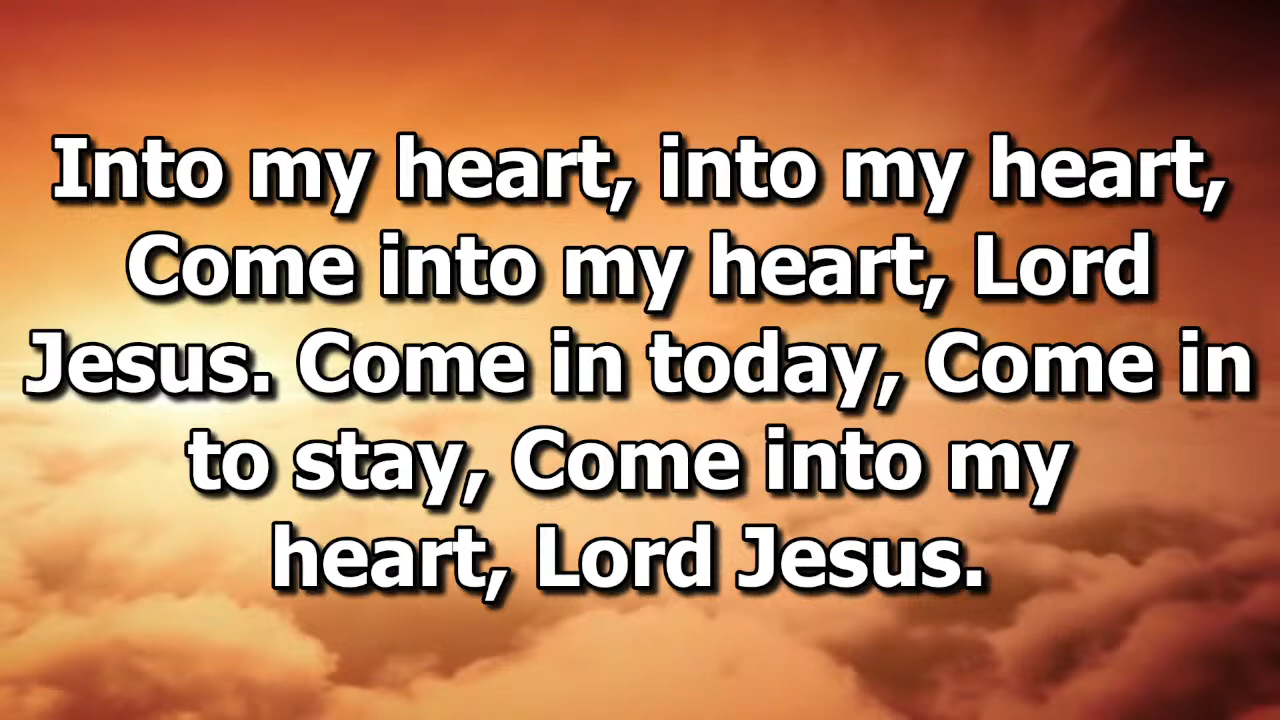 Into my heart, into my heart,
Come into my heart, Lord
Jesus. Come in today, Come in
to stay, Come into my
heart, Lord Jesus.